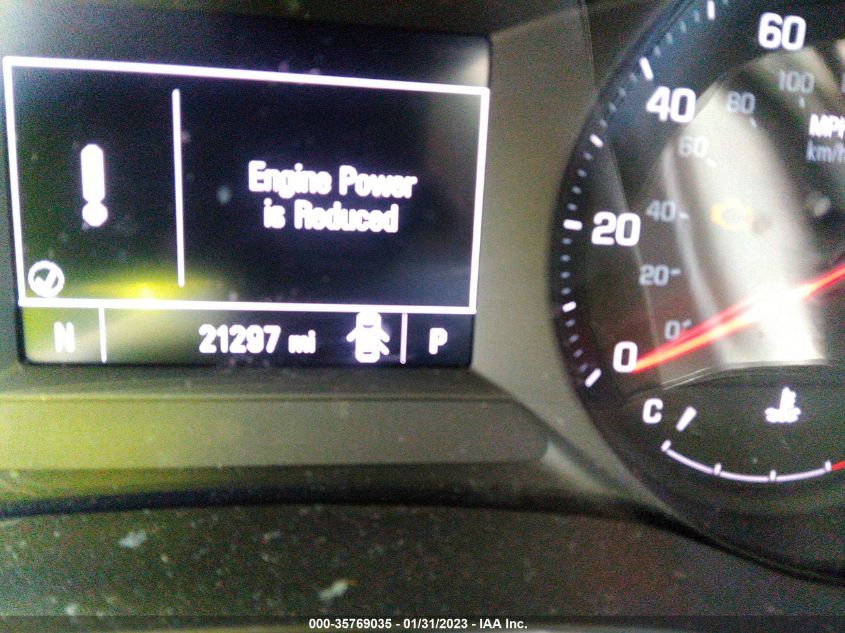 Engine Power
is Reduced
N
21297 mi
P
60
40
20
0
100
80
60
40
20
0
MPH
km/h
C
000-35769035 - 01/31/2023 - IAA Inc.